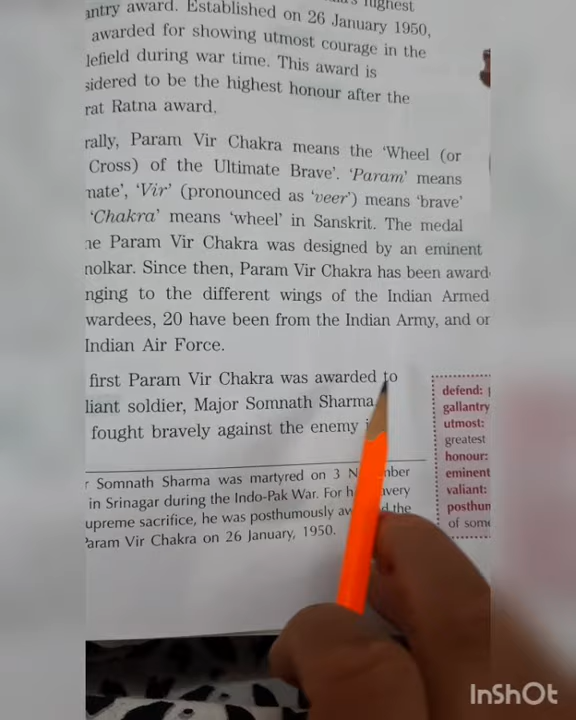 highest
antry award. Established on 26 January 1950,
awarded for showing utmost courage in the
lefield during war time. This award is
sidered to be the highest honour after the
rat Ratna award.
rally, Param Vir Chakra means the ‘Wheel (or
Cross) of the Ultimate Brave’. ‘Param’ means
mate’, ‘Vir’ (pronounced as ‘veer’) means ‘brave’
‘Chakra’ means ‘wheel’ in Sanskrit. The medal
ne Param Vir Chakra was designed by an eminent
nolkar. Since then, Param Vir Chakra has been award
nging to the different wings of the Indian Armed
wardees, 20 have been from the Indian Army, and on
Indian Air Force.
first Param Vir Chakra was awarded to
liant soldier, Major Somnath Sharma
fought bravely against the enemy
r Somnath Sharma was martyred on 3 N mber
in Srinagar during the Indo-Pak War. For h avery
upreme sacrifice, he was posthumously aw d the
Param Vir Chakra on 26 January, 1950.
defend:
gallantry
utmost:
greatest
honour:
eminent
valiant:
posthun
of some
InShOt